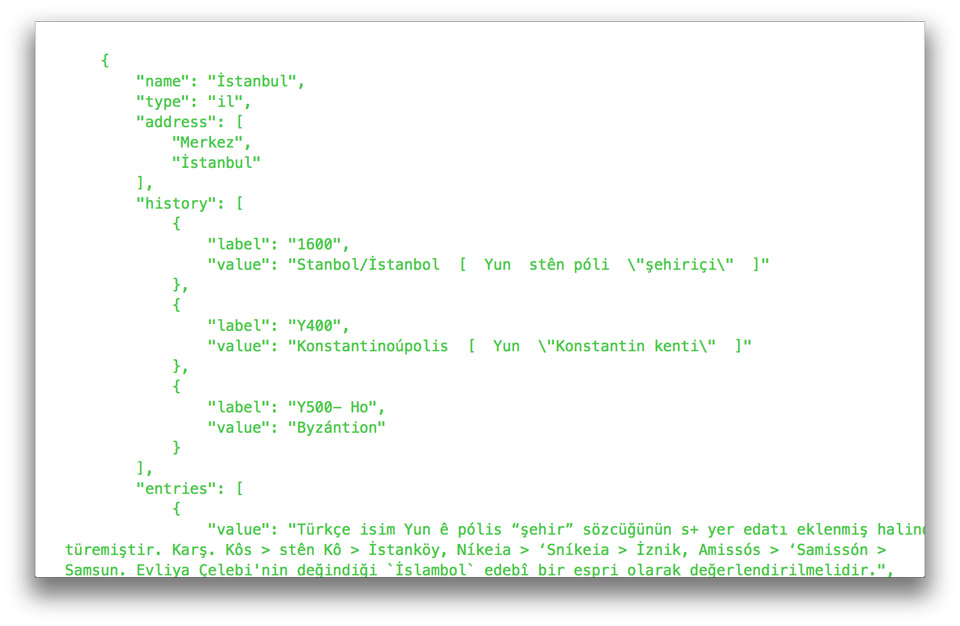 {
"name": "İstanbul",
"type": "il",
"address": [
"Merkez",
"İstanbul"
],
"history": [
{
"label": "1600",
"value": "Stanbol/İstanbol  [  Yun  stên póli  \"şehiriçi\"  ]"
},
{
"label": "Y400",
"value": "Konstantinoúpolis  [  Yun  \"Konstantin kenti\"  ]"
},
{
"label": "Y500- Ho",
"value": "Byzántion"
}
],
"entries": [
{
"value": "Türkçe isim Yun ê pólis “şehir” sözcüğünün s+ yer edatı eklenmiş
türemiştir. Karş. Kôs > stên Kô > İstanköy, Níkeia > ‘Sníkeia > İznik, Amissós > ‘Samissón >
Samsun. Evliya Çelebi'nin değindiği `İslambol` edebî bir espri olarak değerlendirilmelidir.",